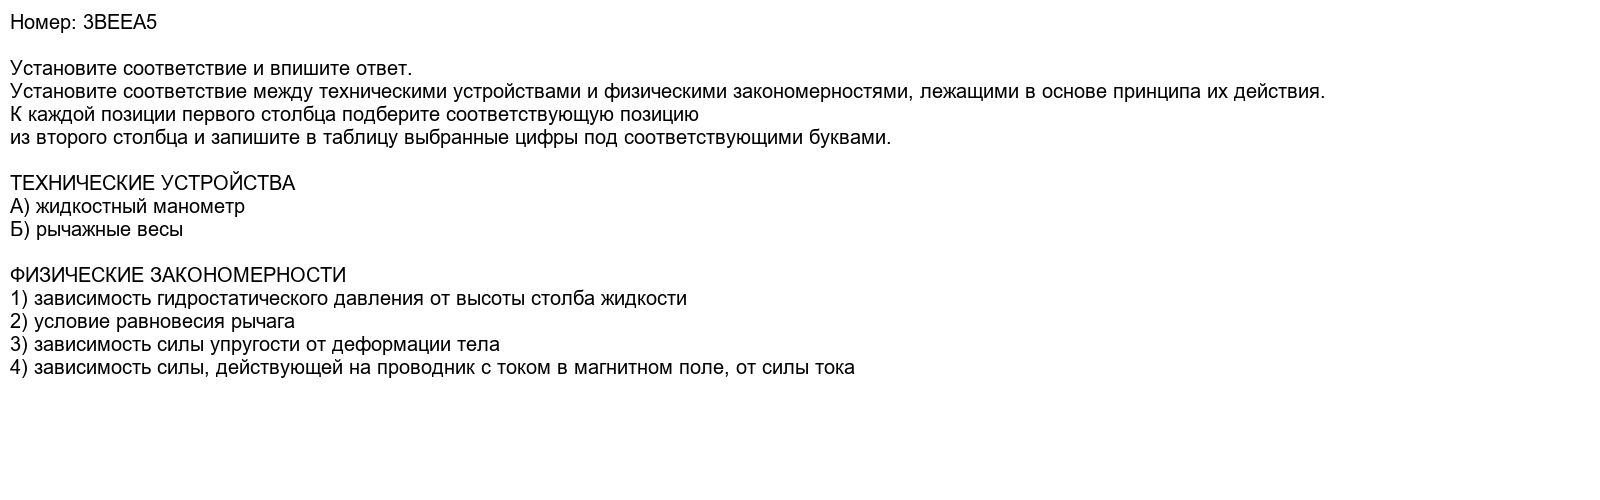 Номер: 3BEEA5
Установите соответствие и впишите ответ.
Установите соответствие между техническими устройствами и физическими закономерностями, лежащими в основе принципа их действия.
К каждой позиции первого столбца подберите соответствующую позицию
из второго столбца и запишите в таблицу выбранные цифры под соответствующими буквами.
ТЕХНИЧЕСКИЕ УСТРОЙСТВА
А) жидкостный манометр
Б) рычажные весы
ФИЗИЧЕСКИЕ ЗАКОНОМЕРНОСТИ
1) зависимость гидростатического давления от высоты столба жидкости
2) условие равновесия рычага
3) зависимость силы упругости от деформации тела
4) зависимость силы, действующей на проводник с током в магнитном поле, от силы тока